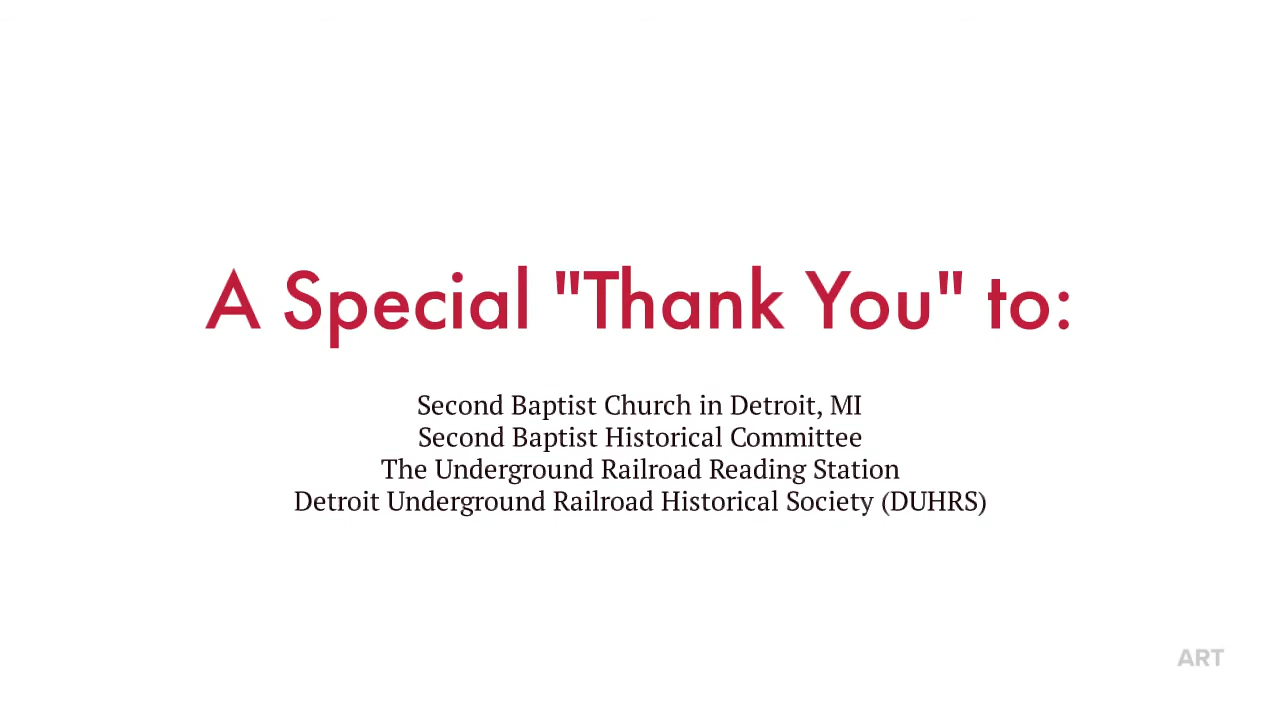 A Special "Thank You" to:
Second Baptist Church in Detroit, MI
Second Baptist Historical Committee
The Underground Railroad Reading Station
Detroit Underground Railroad Historical Society (DUHRS)
ART